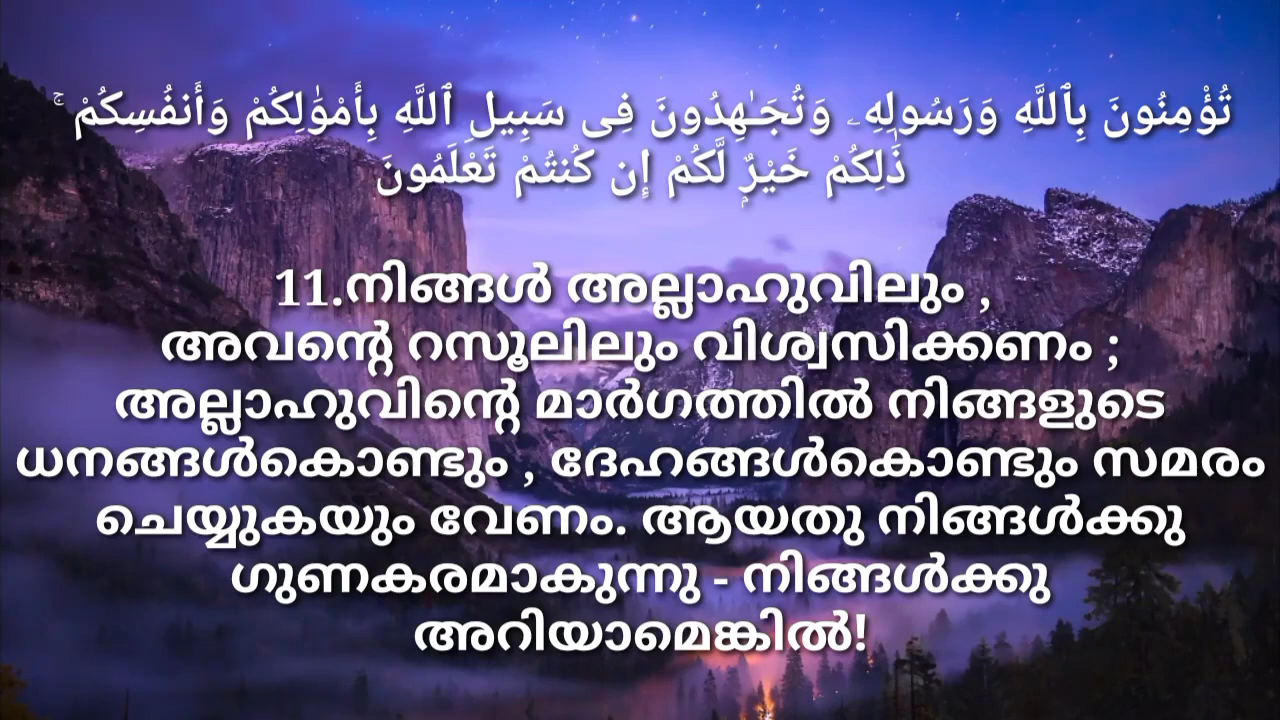 تُؤْمِنُونَ بِٱللَّهِ وَرَسُولِهِۦ وَتُجَـٰهِدُونَ فِى سَبِيلِ ٱللَّهِ بِأَمْوَٰلِكُمْ وَأَنفُسِكُمْ ۚ
ذَٰلِكُمْ خَيْرٌۭ لَّكُمْ إِن كُنتُمْ تَعْلَمُونَ
11.നിങ്ങൾ അല്ലാഹുവിലും ,
അവന്റെ റസൂലിലും വിശ്വസിക്കണം ;
അല്ലാഹുവിന്റെ മാർഗത്തിൽ നിങ്ങളുടെ
ധനങ്ങൾകൊണ്ടും , ദേഹങ്ങൾകൊണ്ടും സമരം
ചെയ്യുകയും വേണം. ആയതു നിങ്ങൾക്കു
ഗുണകരമാകുന്നു - നിങ്ങൾക്കു
അറിയാമെങ്കിൽ!